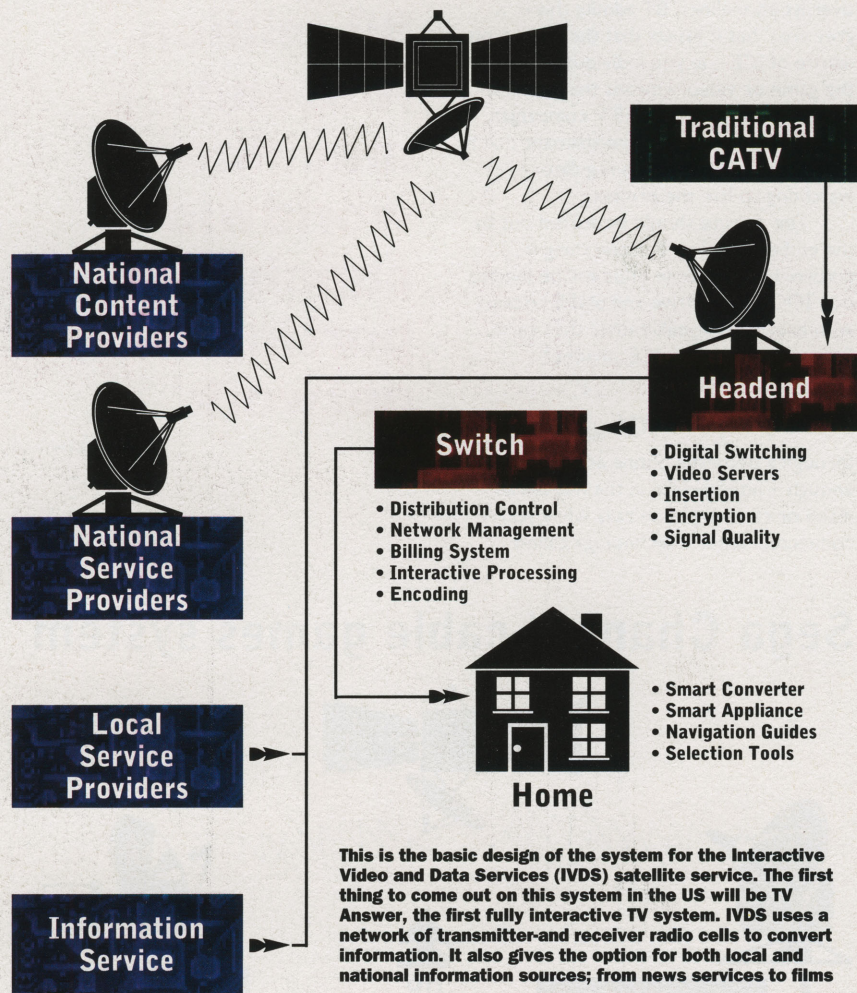 Traditional
CATV
National
Content
Providers
Headend
• Digital Switching
• Video Servers
• Insertion
• Encryption
• Signal Quality
Switch
• Distribution Control
• Network Management
• Billing System
• Interactive Processing
• Encoding
National
Service
Providers
• Smart Converter
• Smart Appliance
• Navigation Guides
• Selection Tools
Home
Local
Service
Providers
Information
Service
This is the basic design of the system for the Interactive
Video and Data Services (IVDS) satellite service. The first
thing to come out on this system in the US will be TV
Answer, the first fully interactive TV system. IVDS uses a
network of transmitter-and receiver radio cells to convert
information. It also gives the option for both local and
national information sources; from news services to films